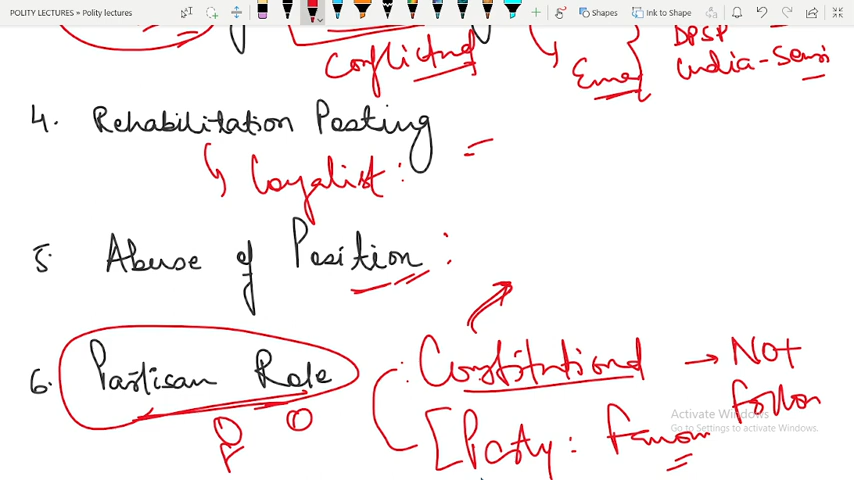 POLITY LECTURES » Polity lectures
Shapes
Ink to Shape
Conflicting
DPSP
India - Semi
Emer
4. Rehabilitation Posting
Loyalist:
5. Abuse of Position:
6. Partisan Role
: Constitutional → Not
Follow
[Party: Favour
Activate Windows
Go to Settings to activate Windows.